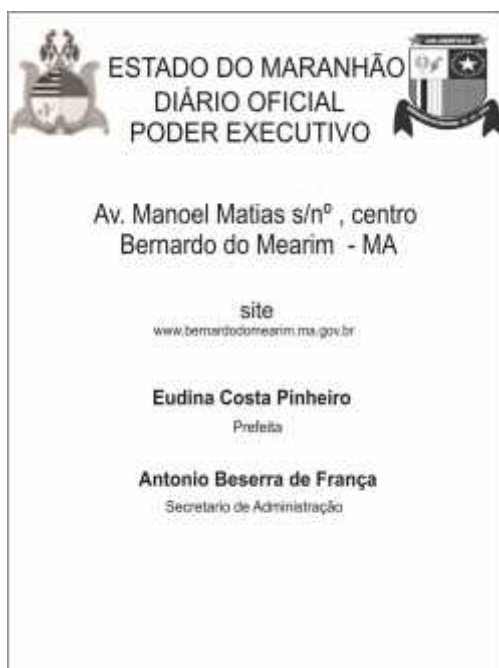 ESTADO DO MARANHÃO
DIÁRIO OFICIAL
PODER EXECUTIVO
Av. Manoel Matias s/nº , centro
Bernardo do Mearim - MA
site
www.bernardodomearim.ma.gov.br
Eudina Costa Pinheiro
Prefeita
Antonio Beserra de França
Secretario de Administração